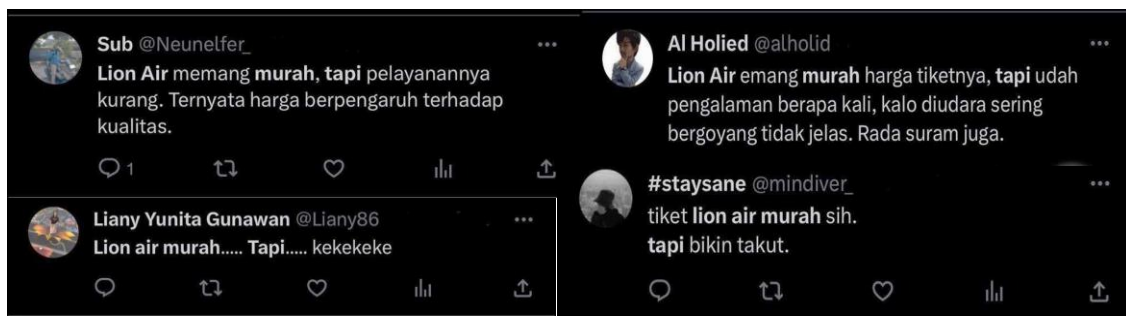 Sub @Neunelfer_
Lion Air memang murah, tapi pelayanannya
kurang. Ternyata harga berpengaruh terhadap
kualitas.
1
Liany Yunita Gunawan @Liany86
Lion air murah..... Tapi..... kekekeke
Al Holied @alholid
Lion Air emang murah harga tiketnya, tapi udah
pengalaman berapa kali, kalo diudara sering
bergoyang tidak jelas. Rada suram juga.
#staysane @mindiver_
tiket lion air murah sih.
tapi bikin takut.